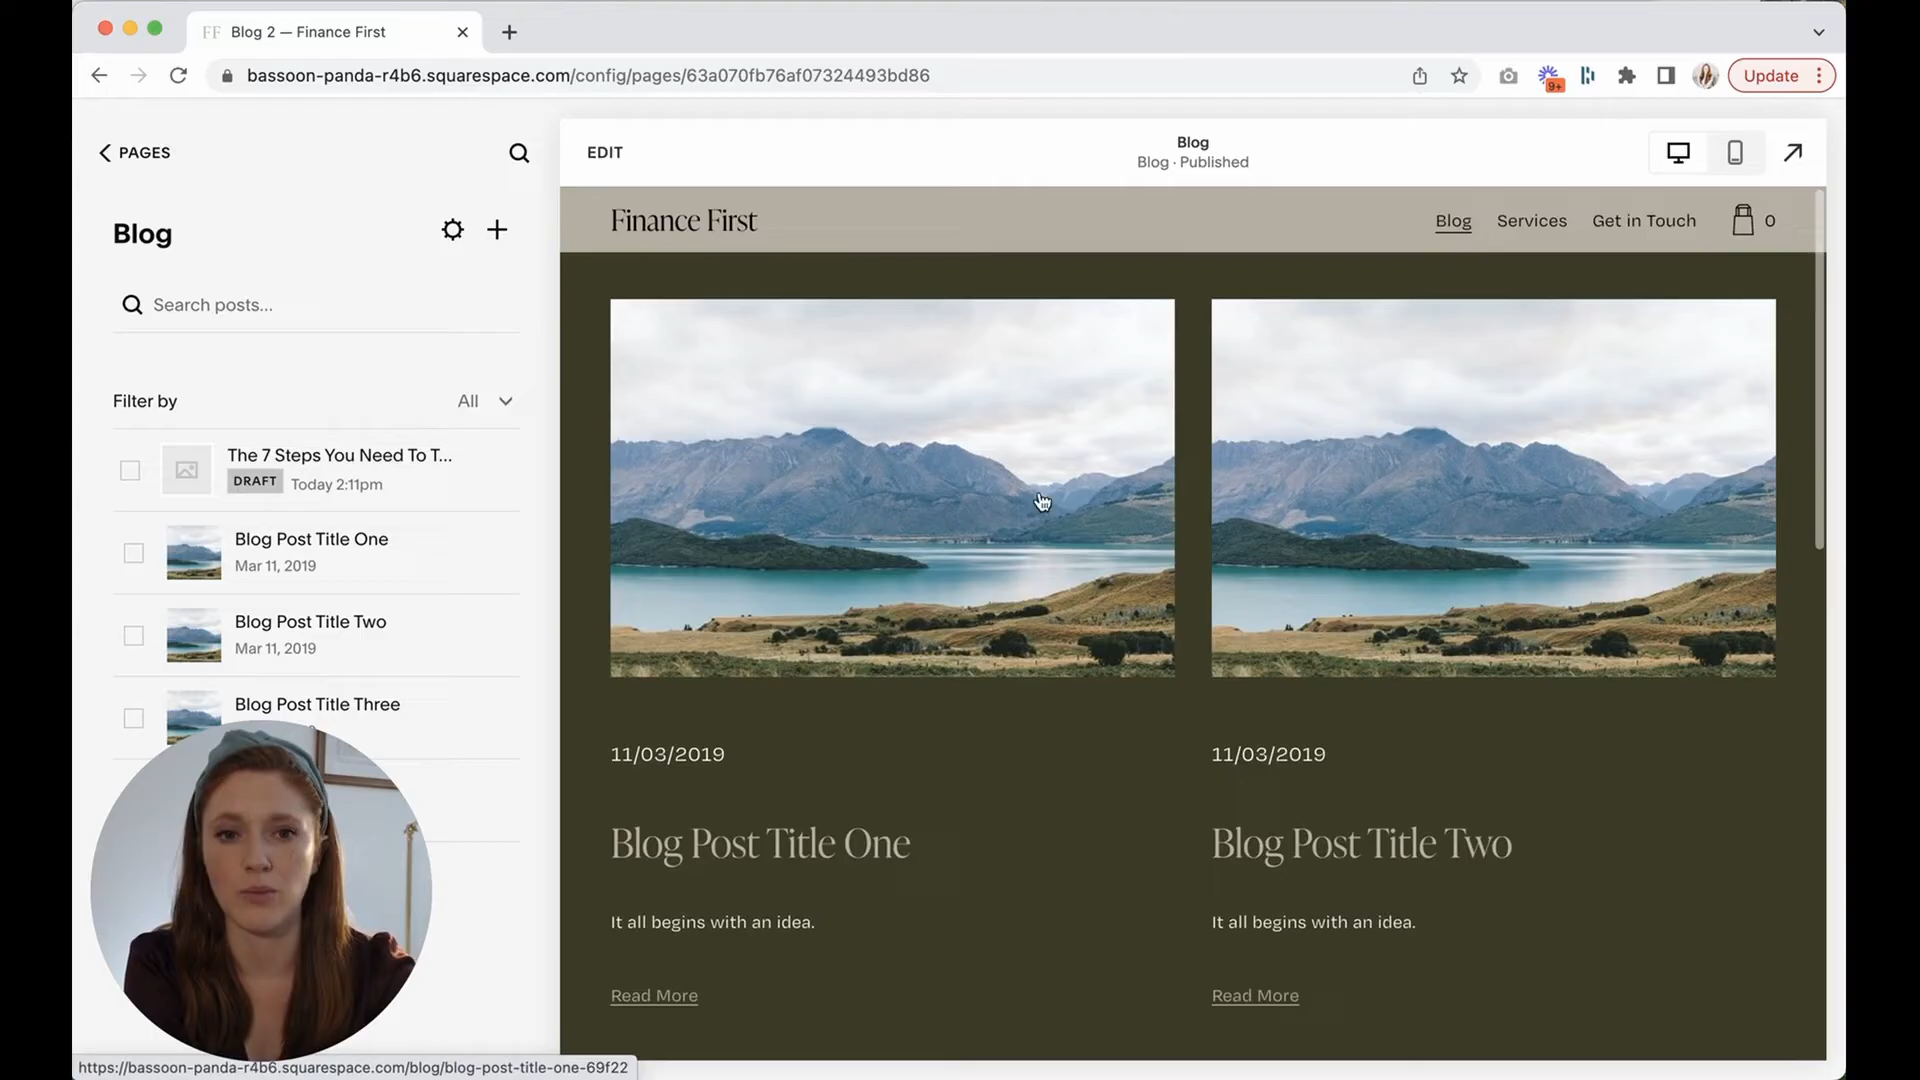 FF Blog 2 — Finance First
bassoon-panda-r4b6.squarespace.com/config/pages/63a070fb76af07324493bd86
9+
Update
PAGES
EDIT
Blog
Blog · Published
Blog
Search posts...
Filter by
All
The 7 Steps You Need To T...
DRAFT Today 2:11pm
Blog Post Title One
Mar 11, 2019
Blog Post Title Two
Mar 11, 2019
Blog Post Title Three
Finance First
Blog Services Get in Touch 0
11/03/2019
Blog Post Title One
It all begins with an idea.
Read More
11/03/2019
Blog Post Title Two
It all begins with an idea.
Read More
https://bassoon-panda-r4b6.squarespace.com/blog/blog-post-title-one-69f22